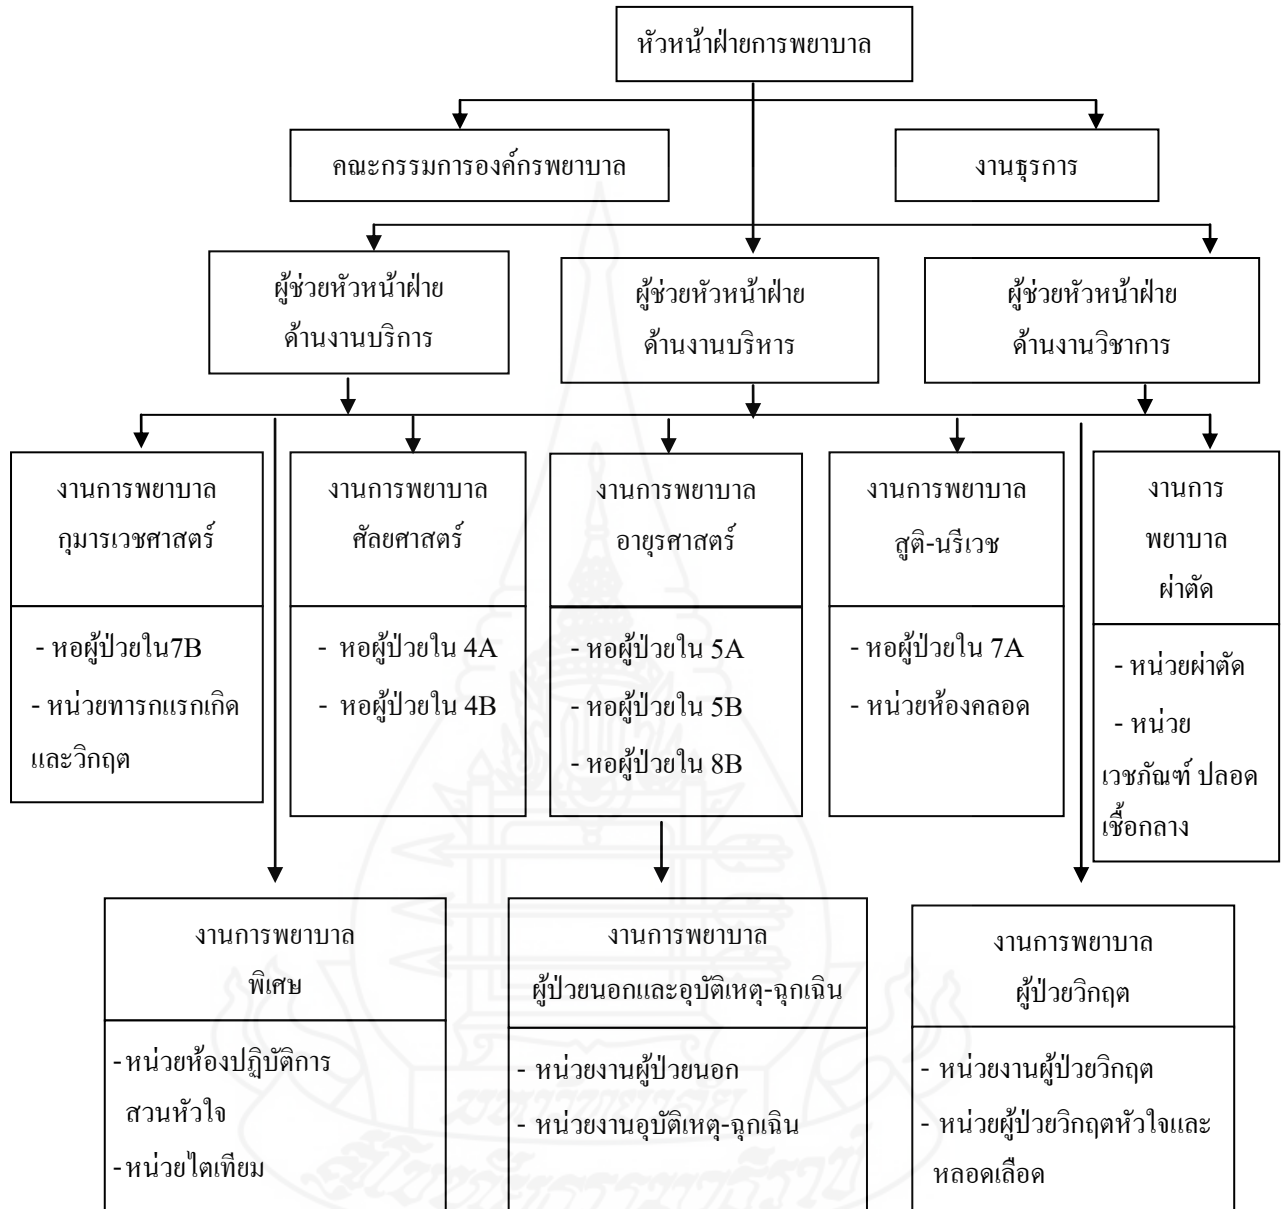 หัวหน้าฝ่ายการพยาบาล
คณะกรรมการองค์กรพยาบาล
งานธุรการ
ผู้ช่วยหัวหน้าฝ่าย
ด้านงานบริการ
ผู้ช่วยหัวหน้าฝ่าย
ด้านงานบริหาร
ผู้ช่วยหัวหน้าฝ่าย
ด้านงานวิชาการ
งานการพยาบาล
กุมารเวชศาสตร์
- หอผู้ป่วยใน7B
- หน่วยทารกแรกเกิด
และวิกฤต
งานการพยาบาล
ศัลยศาสตร์
- หอผู้ป่วยใน 4A
- หอผู้ป่วยใน 4B
งานการพยาบาล
อายุรศาสตร์
- หอผู้ป่วยใน 5A
- หอผู้ป่วยใน 5B
- หอผู้ป่วยใน 8B
งานการพยาบาล
สูติ-นรีเวช
- หอผู้ป่วยใน 7A
- หน่วยห้องคลอด
งานการ
พยาบาล
ผ่าตัด
- หน่วยผ่าตัด
- หน่วย
เวชภัณฑ์ ปลอด
เชื้อกลาง
งานการพยาบาล
พิเศษ
-หน่วยห้องปฏิบัติการ
สวนหัวใจ
-หน่วยไตเทียม
งานการพยาบาล
ผู้ป่วยนอกและอุบัติเหตุ-ฉุกเฉิน
- หน่วยงานผู้ป่วยนอก
- หน่วยงานอุบัติเหตุ-ฉุกเฉิน
งานการพยาบาล
ผู้ป่วยวิกฤต
- หน่วยงานผู้ป่วยวิกฤต
- หน่วยผู้ป่วยวิกฤตหัวใจและ
หลอดเลือด
มหาวิทยาลัย
สุโขทัยธรรมาธิราช